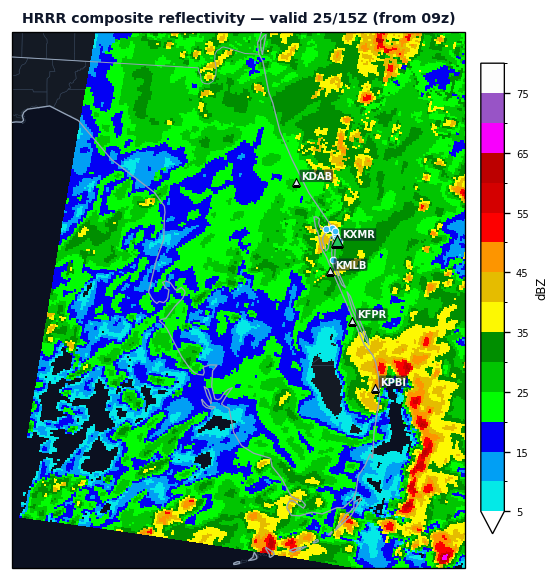 HRRR composite reflectivity — valid 25/15Z (from 09z)
KDAB
KXMR
KMLB
KFPR
KPBI
75
65
55
45
35
25
15
5
dBZ